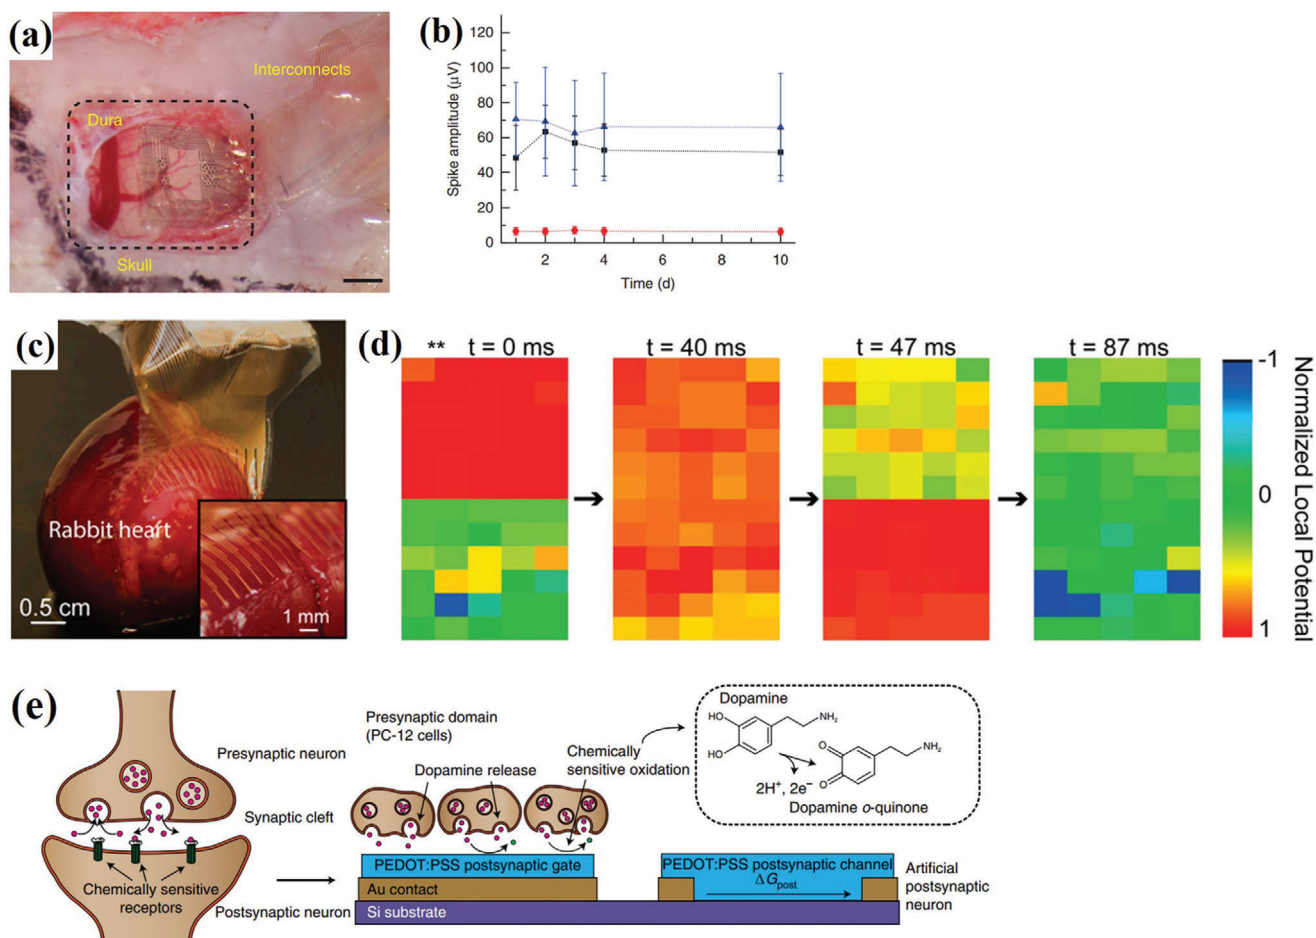 (a)
Interconnects
Dura
Skull
(b)
120
100
80
60
40
20
0
Spike amplitude (µV)
2
4
6
8
10
Time (d)
(c)
Rabbit heart
0.5 cm
1 mm
(d)
** t = 0 ms
t = 40 ms
t = 47 ms
t = 87 ms
-1
0
1
Normalized Local Potential
(e)
Presynaptic neuron
Synaptic cleft
Chemically sensitive
receptors
Postsynaptic neuron
Presynaptic domain
(PC-12 cells)
Dopamine release
Chemically
sensitive oxidation
Dopamine
HO
HO
NH₂
2H⁺, 2e⁻
O
O
NH₂
Dopamine o-quinone
PEDOT:PSS postsynaptic gate
Au contact
Si substrate
PEDOT:PSS postsynaptic channel
ΔGpost
Artificial
postsynaptic
neuron